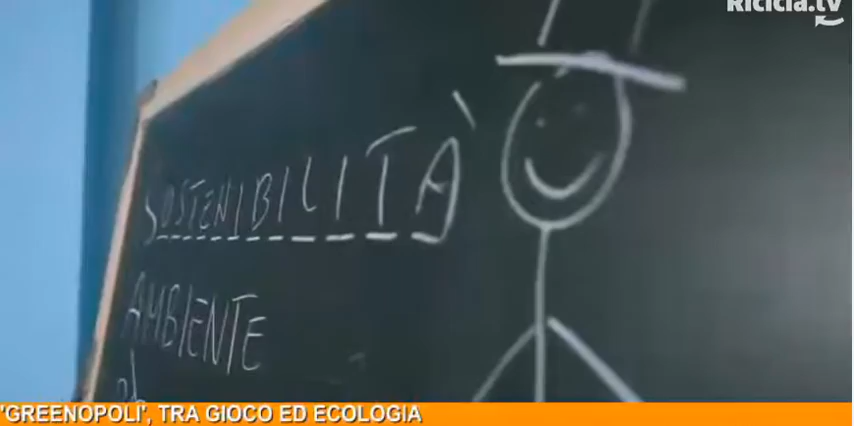 Ricicla.tv
SOSTENIBILITÀ
AMBIENTE
'GREENOPOLI', TRA GIOCO ED ECOLOGIA